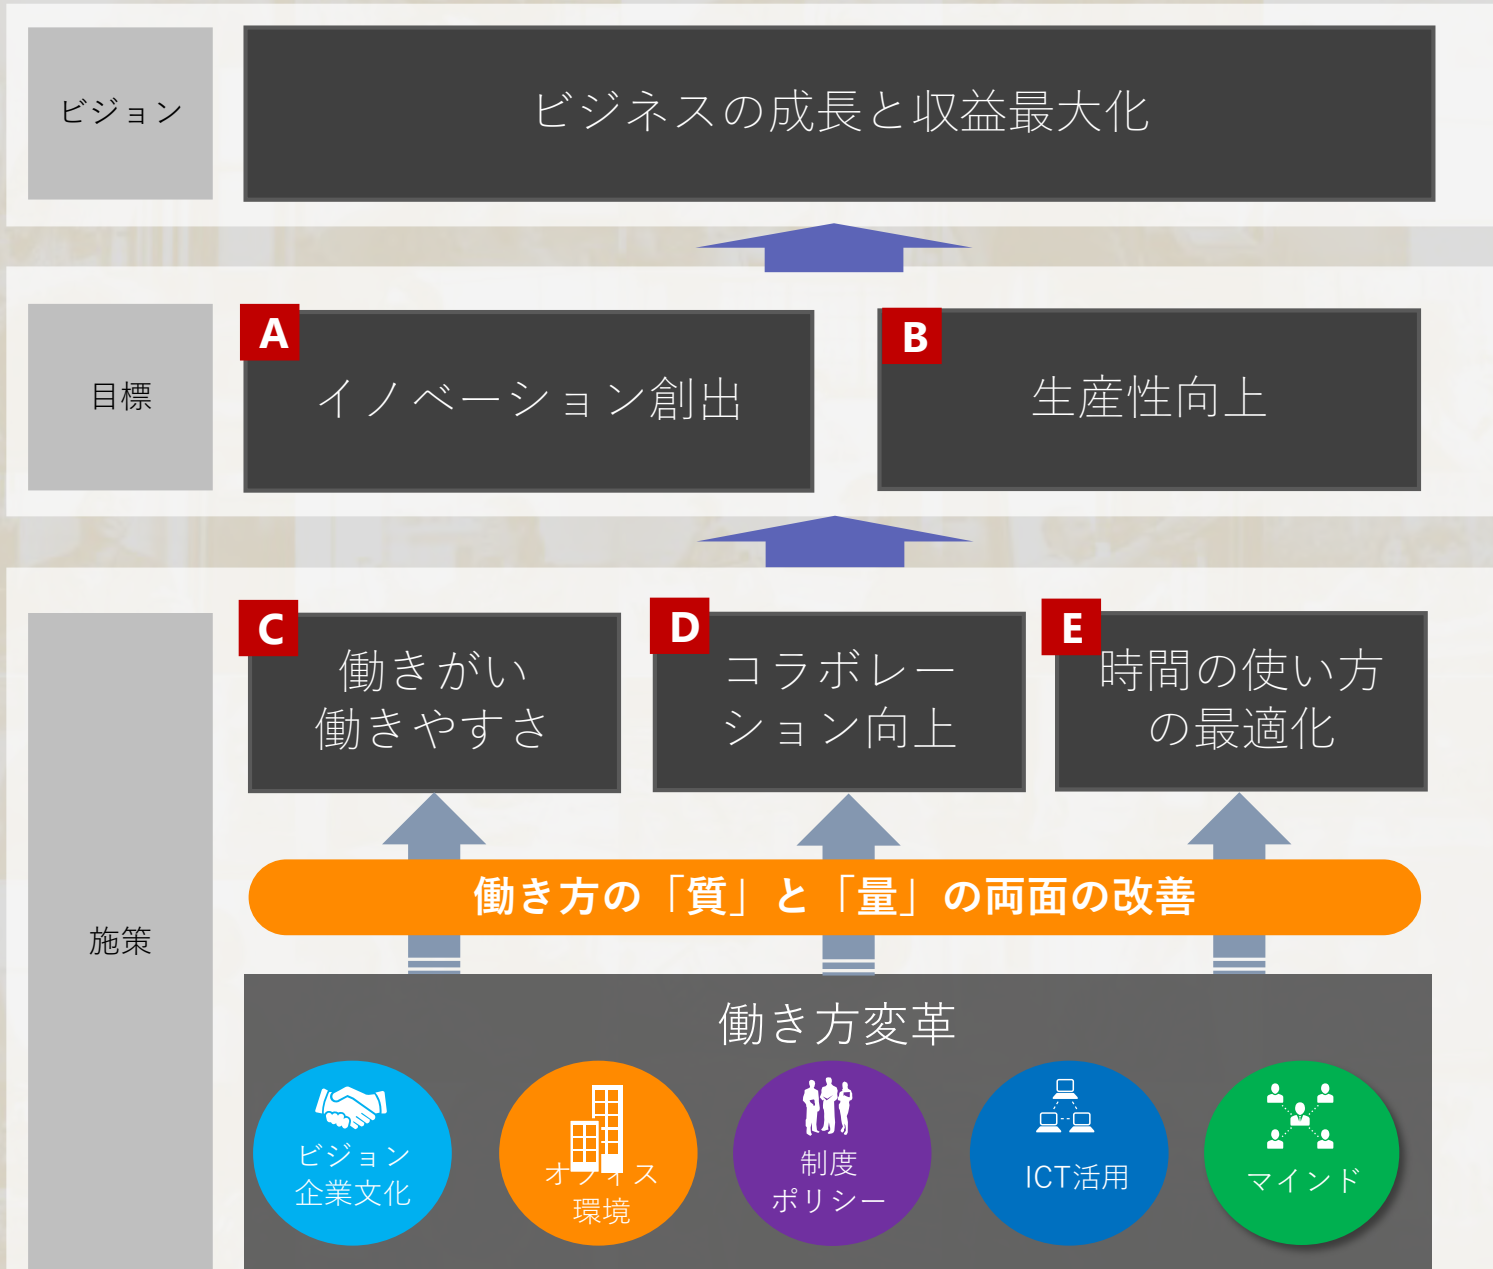 ビジョン
ビジネスの成長と収益最大化
目標
A
イノベーション創出
B
生産性向上
施策
C
働きがい
働きやすさ
D
コラボレー
ション向上
E
時間の使い方
の最適化
働き方の「質」と「量」の両面の改善
働き方変革
ビジョン
企業文化
オフィス
環境
制度
ポリシー
ICT活用
マインド